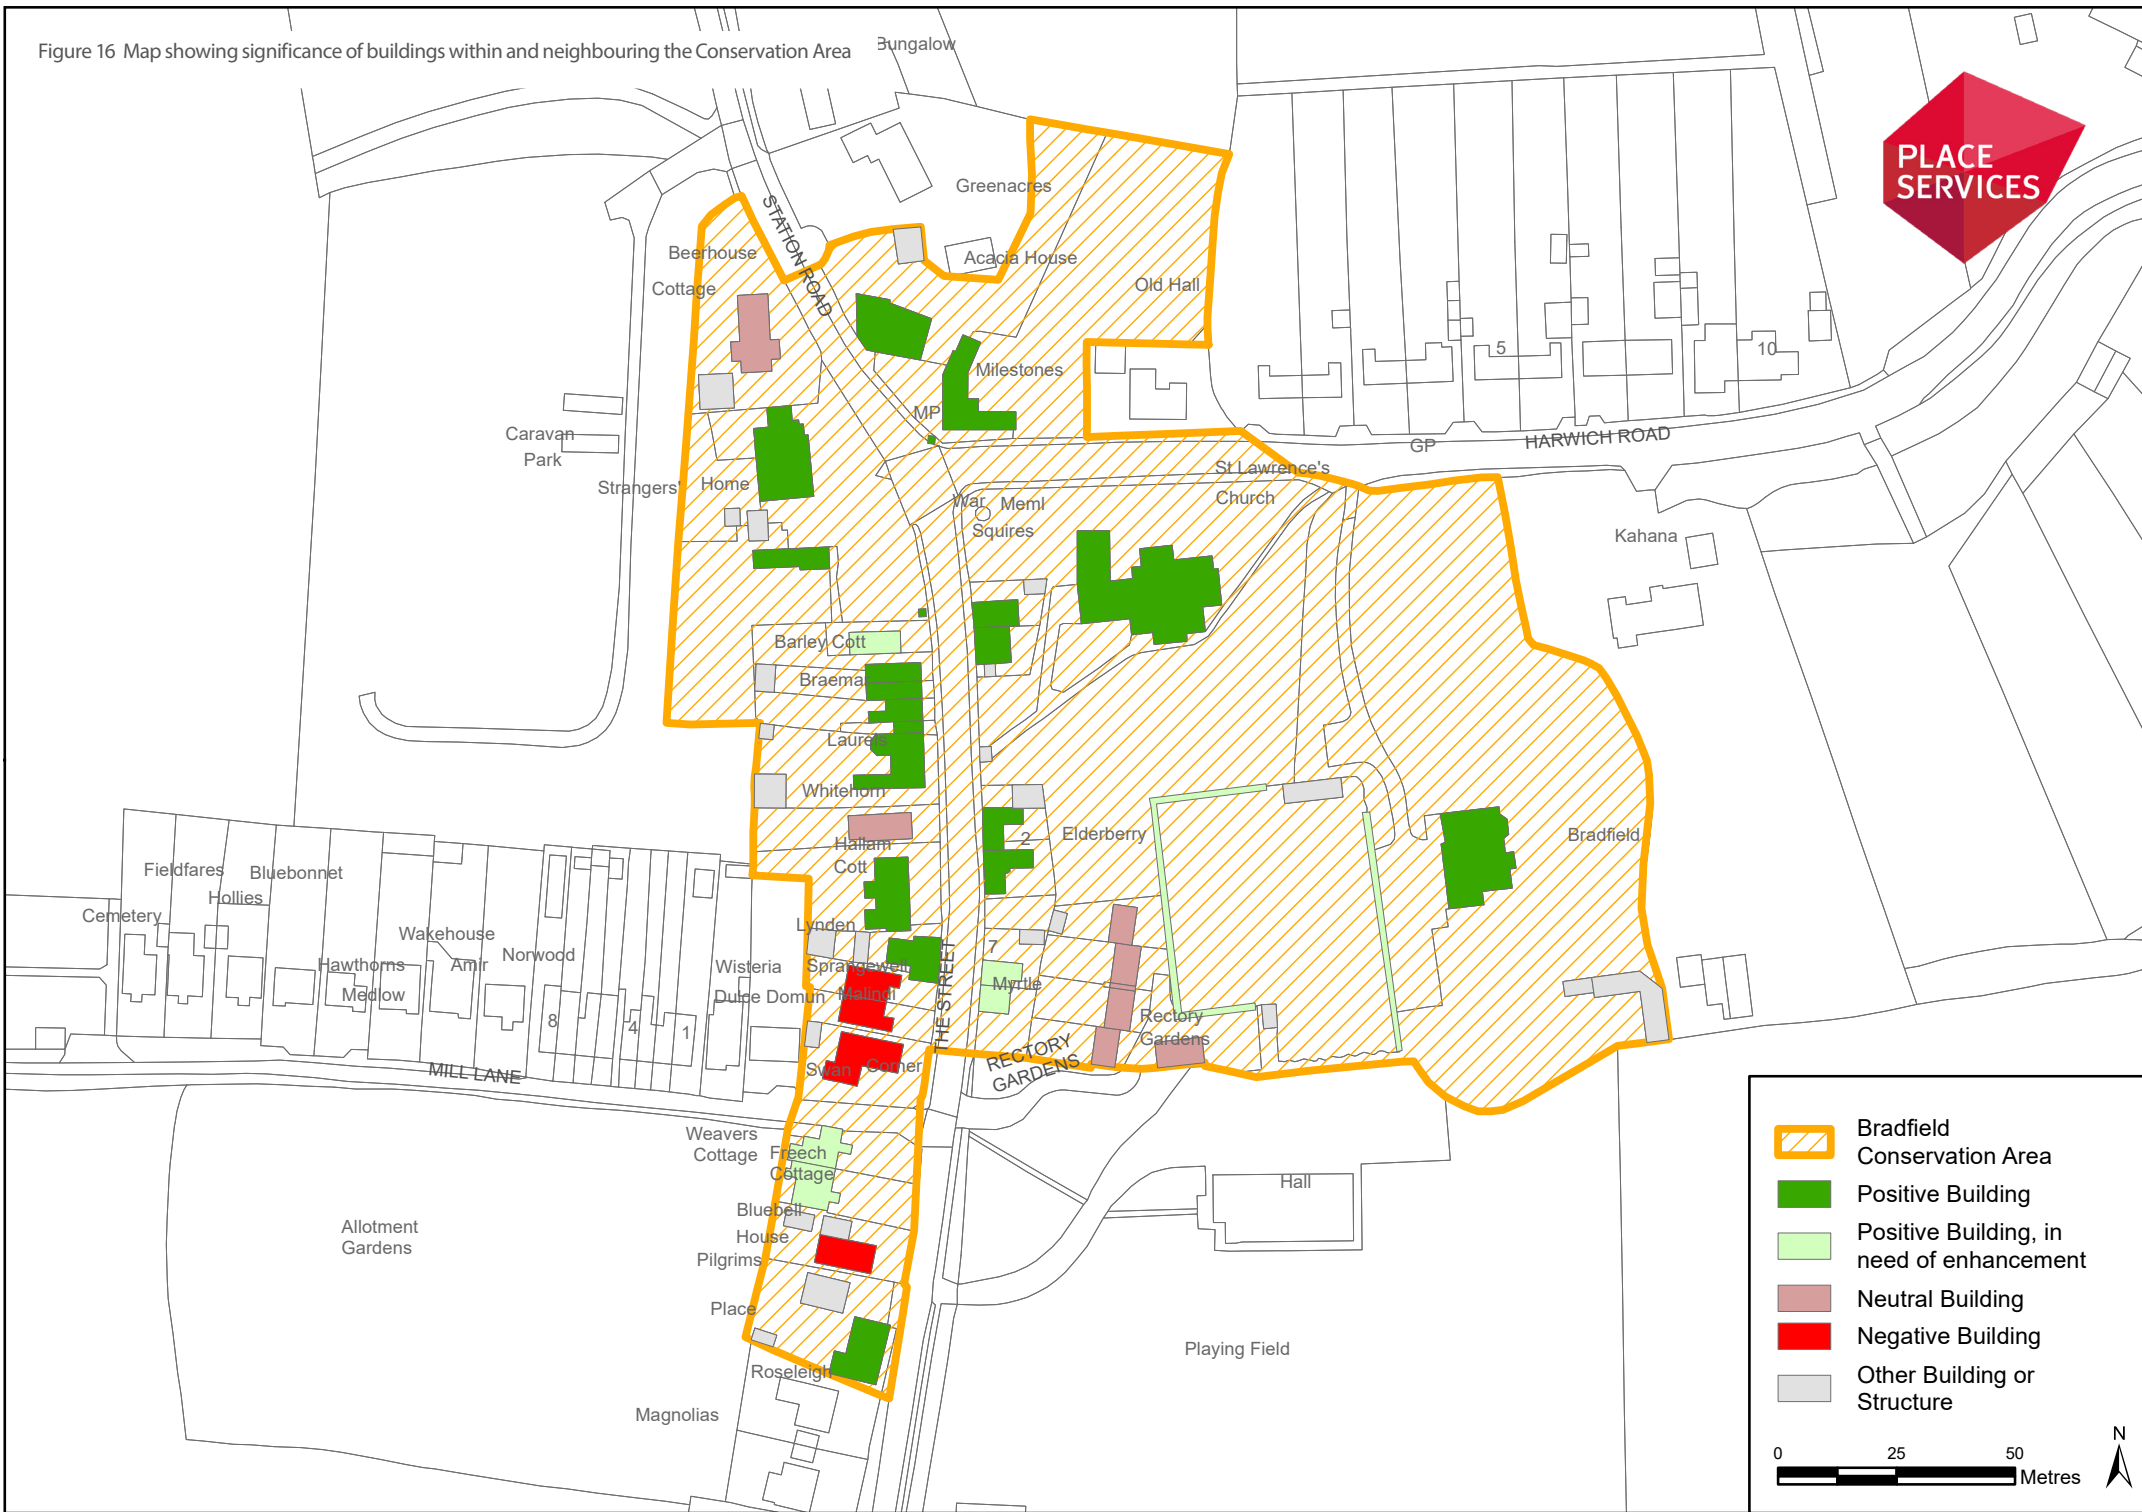 Figure 16 Map showing significance of buildings within and neighbouring the Conservation Area
Bungalow
PLACE
SERVICES
Greenacres
STATION ROAD
Beerhouse
Cottage
Acacia House
Old Hall
Milestones
MP
5
10
HARWICH ROAD
GP
Caravan
Park
Strangers'
Home
St Lawrence's
Church
War Meml
Squires
Kahana
Barley Cott
Braemar
Laurels
Whitehorn
Hallam
Cott
2
Elderberry
Bradfield
Fieldfares
Bluebonnet
Hollies
Cemetery
Wakehouse
Norwood
Hawthorns
Amir
Medlow
8
4
1
Wisteria
Dulce Domun
Lynden
Sprangewell
Malindi
THE STREET
7
Myrtle
Rectory
Gardens
RECTORY
GARDENS
Swan Corner
MILL LANE
Weavers
Cottage
Freech
Cottage
Bluebell
House
Pilgrims
Place
Allotment
Gardens
Hall
Playing Field
Roseleigh
Magnolias
Bradfield
Conservation Area
Positive Building
Positive Building, in
need of enhancement
Neutral Building
Negative Building
Other Building or
Structure
0 25 50
Metres
N